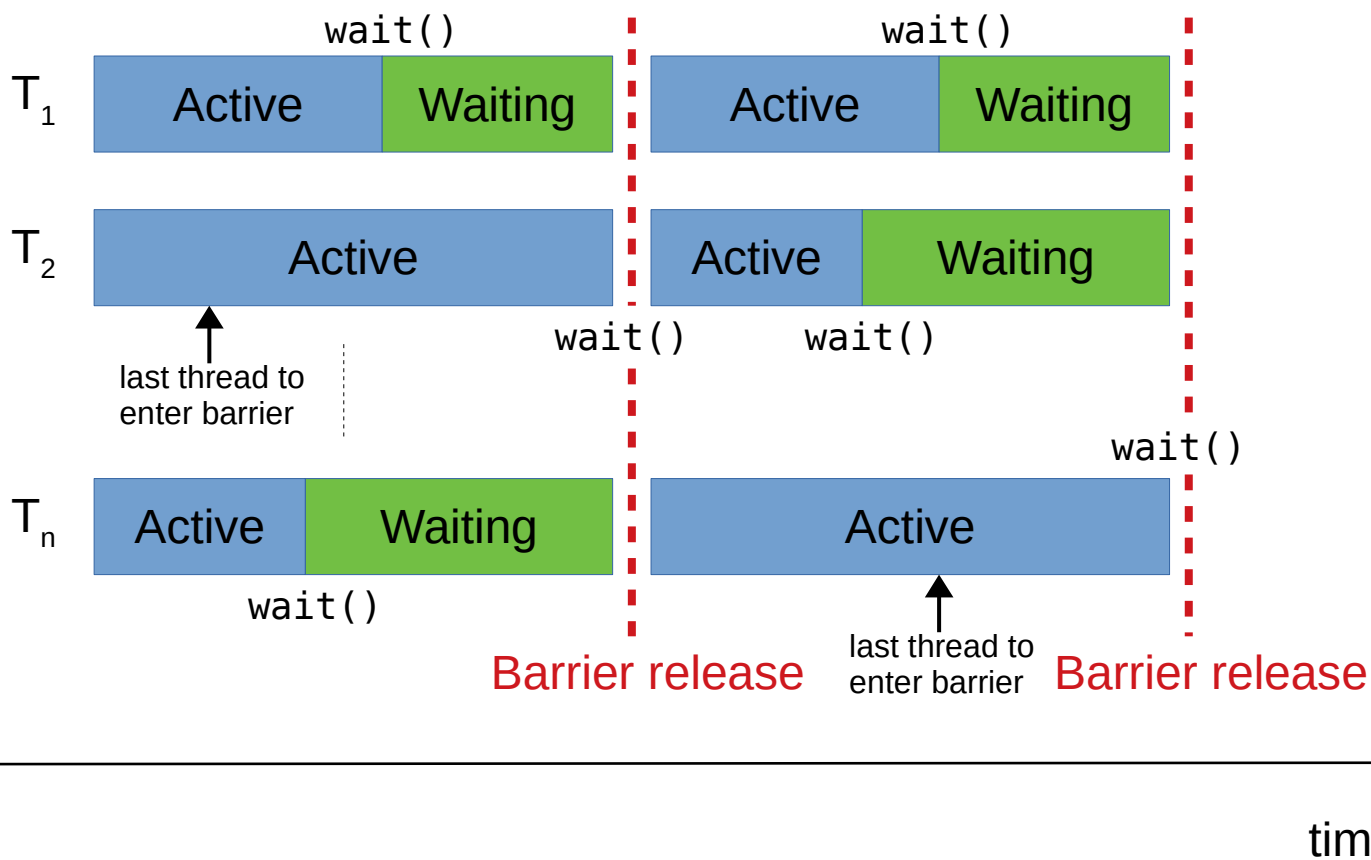 wait() wait()
T1 Active Waiting Active Waiting
T2 Active Active Waiting
wait() wait()
last thread to
enter barrier
wait()
Tn Active Waiting Active
wait()
last thread to
enter barrier
Barrier release Barrier release
tim